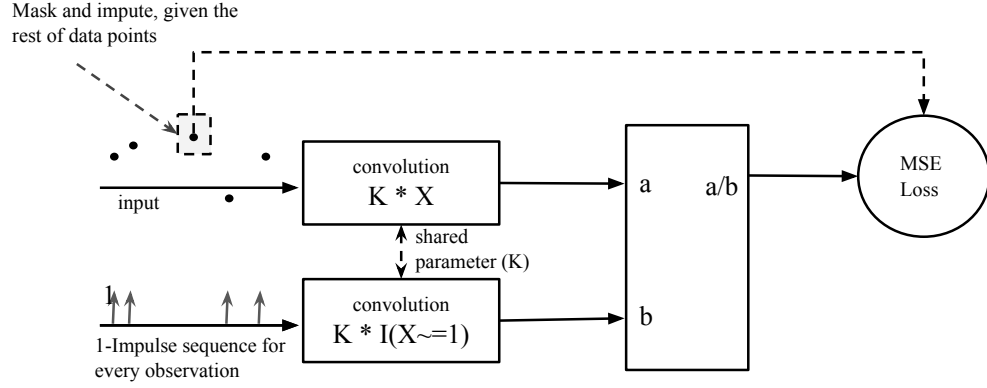 Mask and impute, given the
rest of data points
input
convolution
K * X
shared
parameter (K)
a
a/b
MSE
Loss
1
1-Impulse sequence for
every observation
convolution
K * I(X~=1)
b